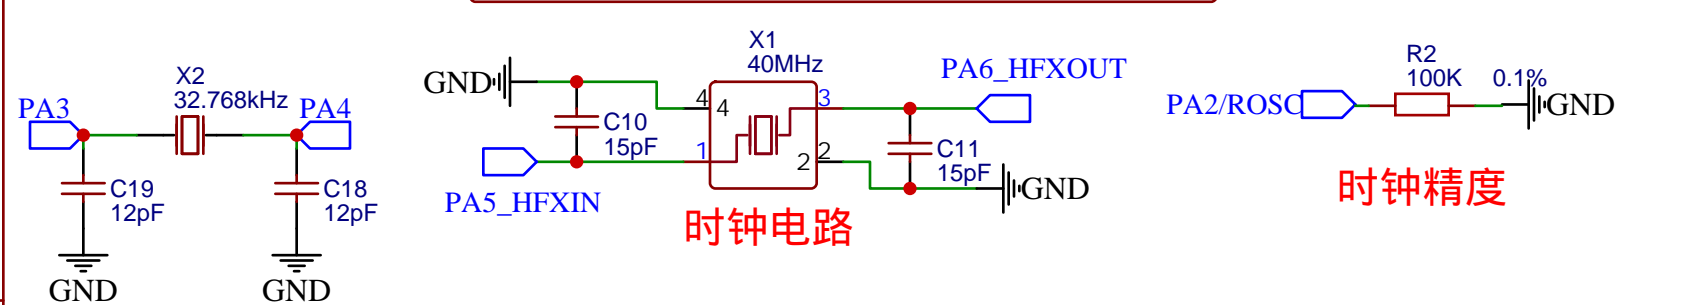 X2
32.768kHz
PA3
PA4
C19
12pF
C18
12pF
GND
GND
X1
40MHz
GND
PA6_HFXOUT
4
4
3
C10
15pF
1
2
2
C11
15pF
PA5_HFXIN
GND
时钟电路
R2
100K
0.1%
PA2/ROSC
GND
时钟精度